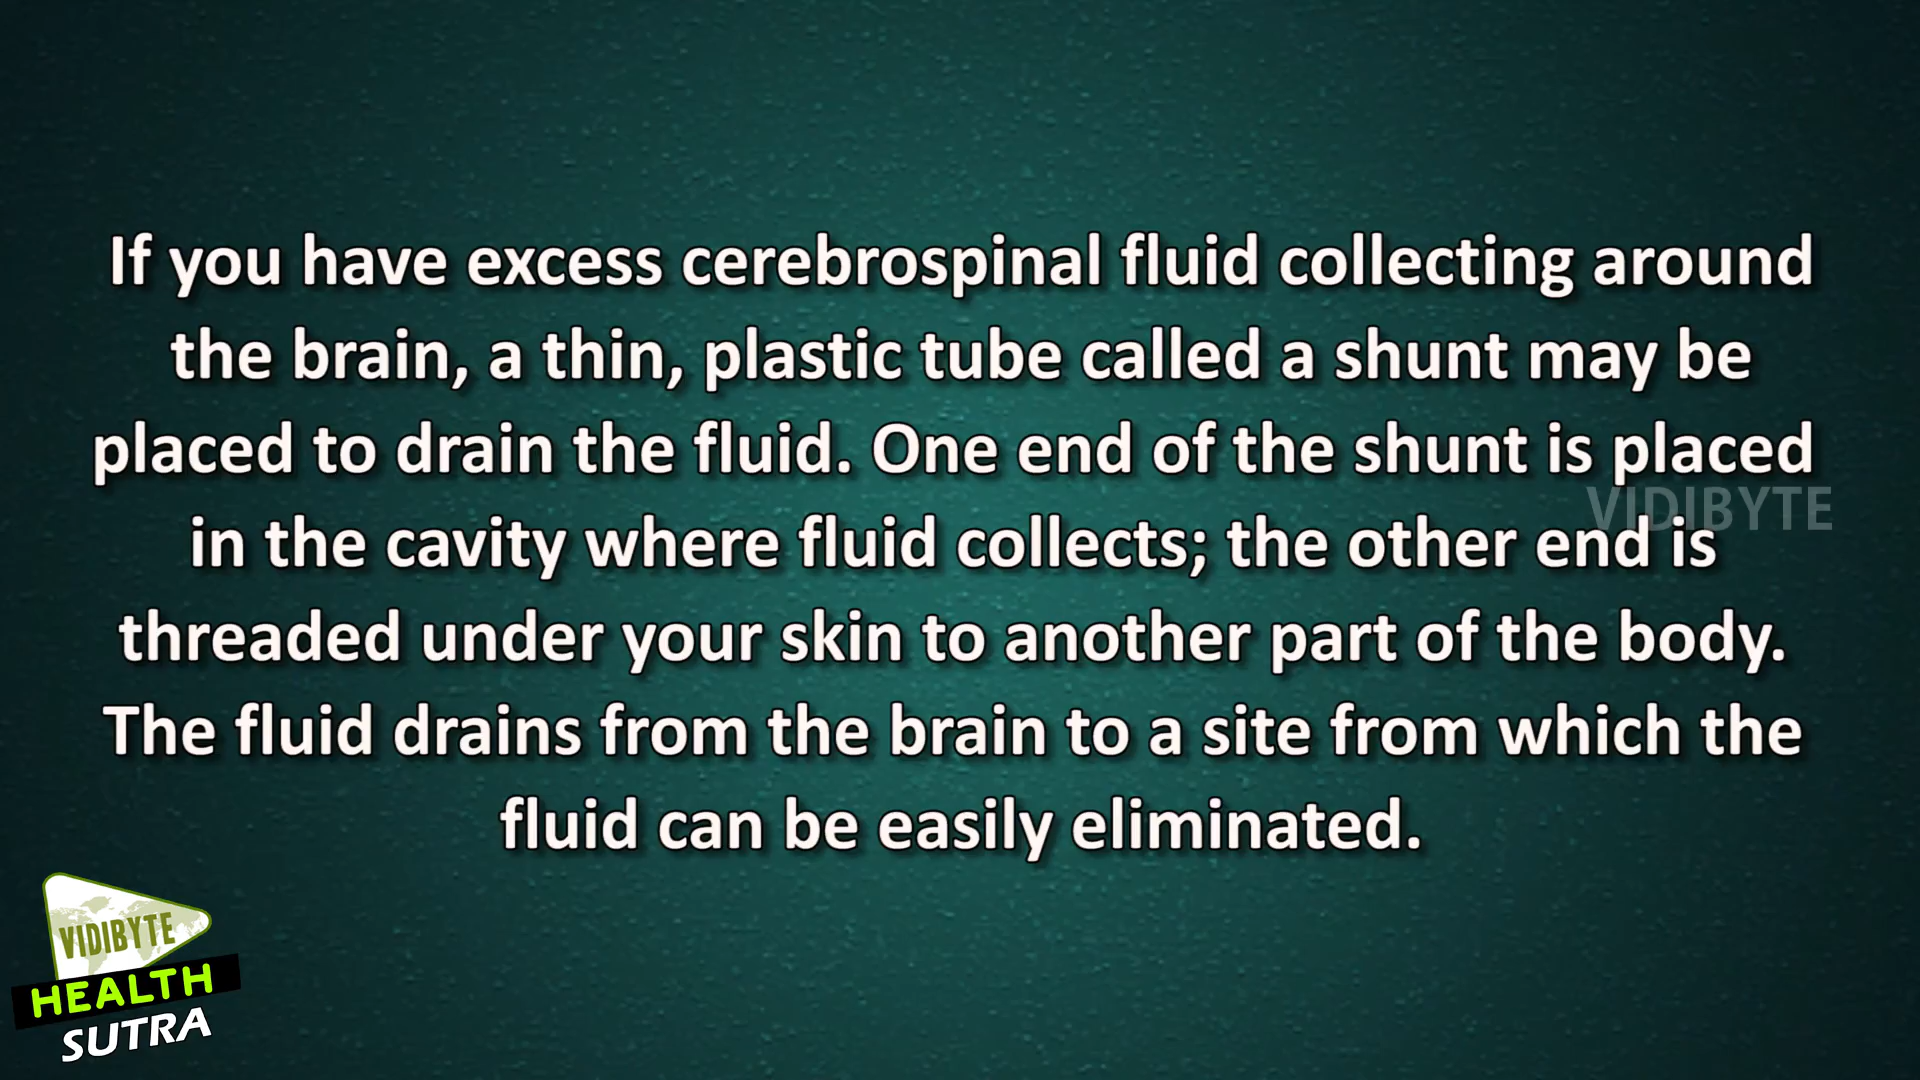 If you have excess cerebrospinal fluid collecting around
the brain, a thin, plastic tube called a shunt may be
placed to drain the fluid. One end of the shunt is placed
in the cavity where fluid collects; the other end is
threaded under your skin to another part of the body.
The fluid drains from the brain to a site from which the
fluid can be easily eliminated.
VIDIBYTE
VIDIBYTE
HEALTH
SUTRA